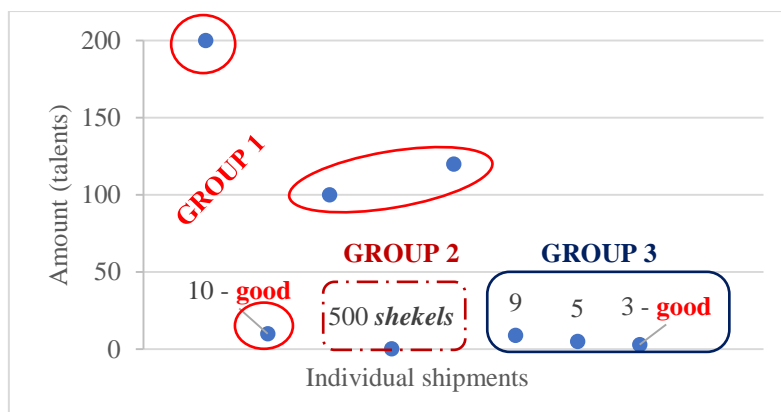 200
150
100
50
0
Amount (talents)
GROUP 1
GROUP 2
GROUP 3
10 - good
500 shekels
9
5
3 - good
Individual shipments